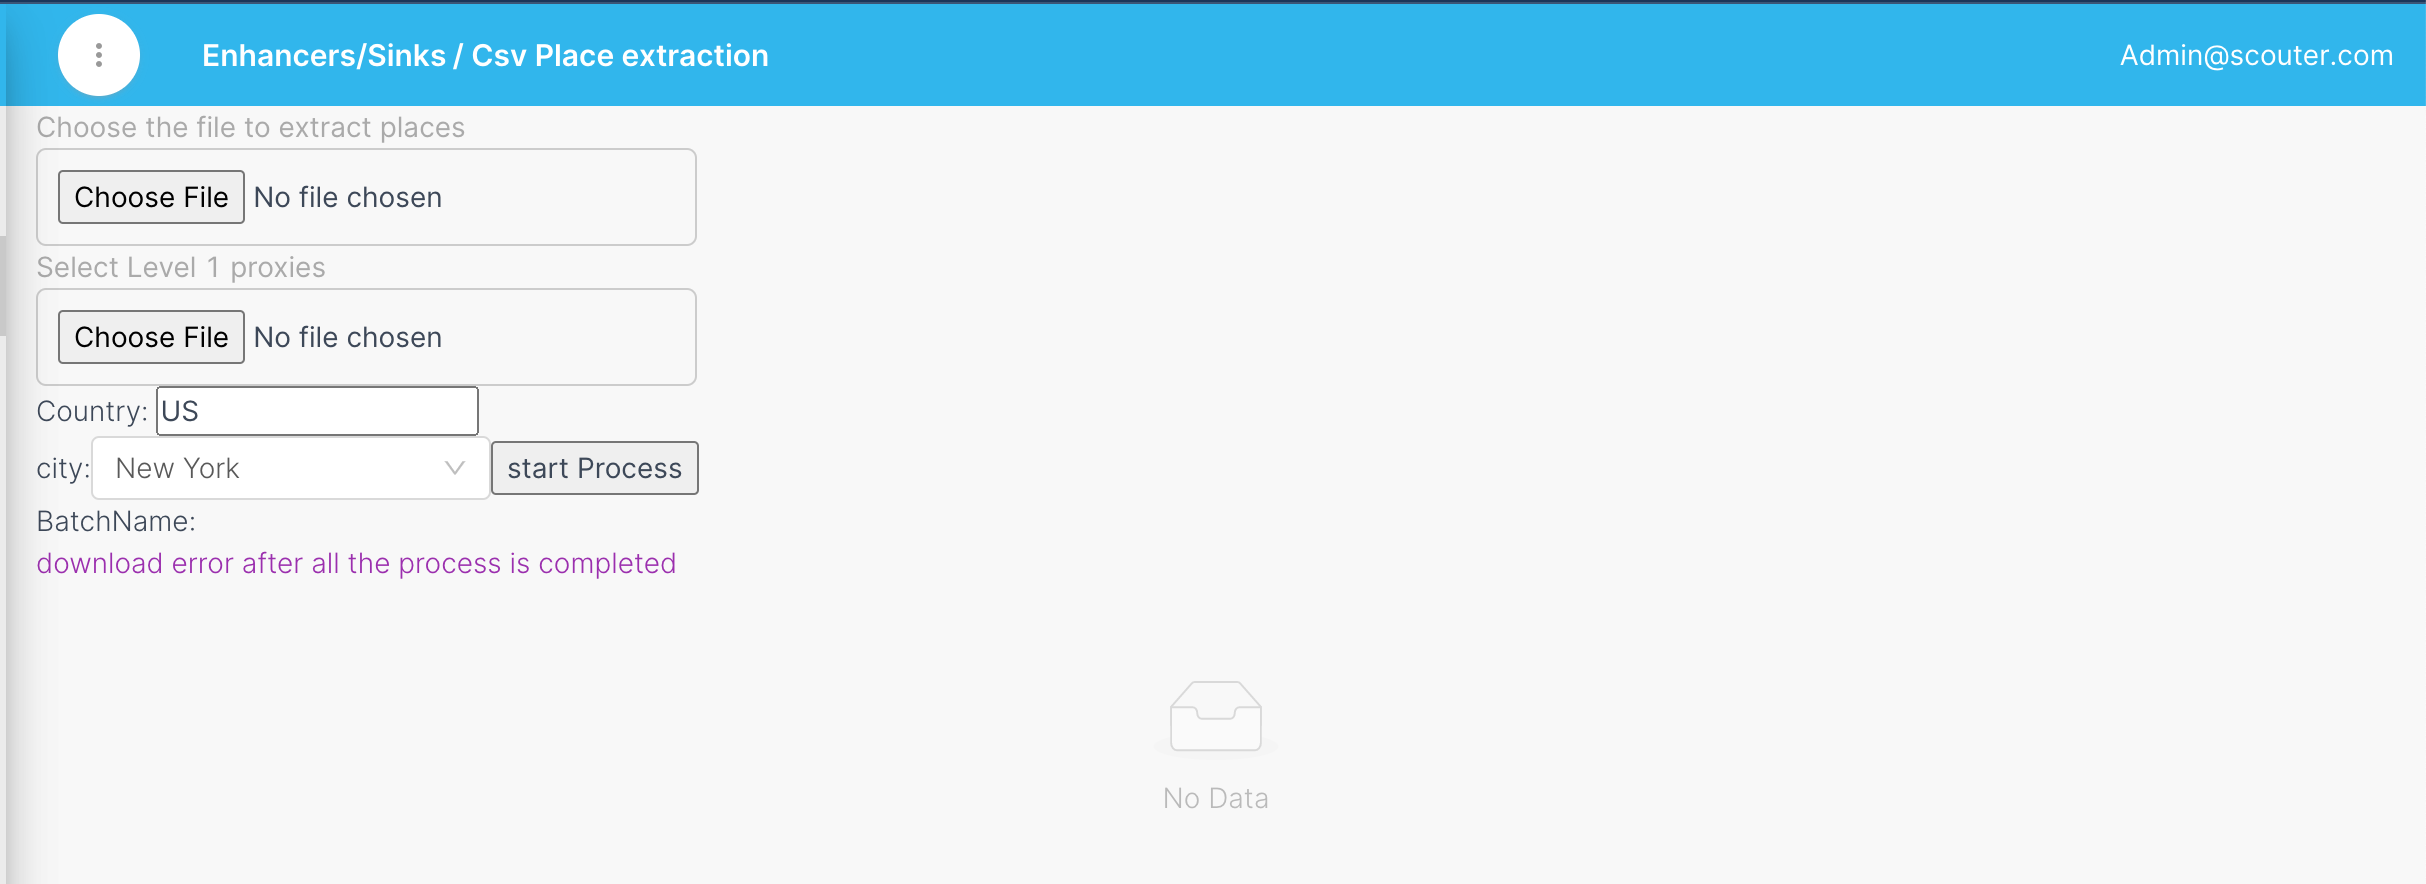 Enhancers/Sinks / Csv Place extraction
Admin@scouter.com
Choose the file to extract places
Choose File No file chosen
Select Level 1 proxies
Choose File No file chosen
Country: US
city: New York start Process
BatchName:
download error after all the process is completed
No Data